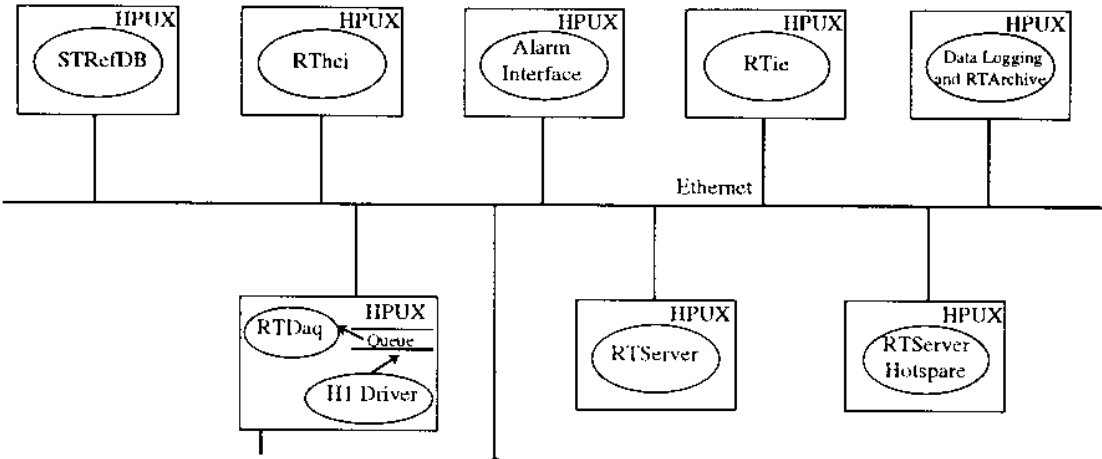 HPUX
STRefDB
HPUX
RThci
HPUX
Alarm
Interface
HPUX
RTie
HPUX
Data Logging
and RTArchive
Ethernet
HPUX
RTDaq
Queue
H1 Driver
HPUX
RTServer
HPUX
RTServer
Hotspare